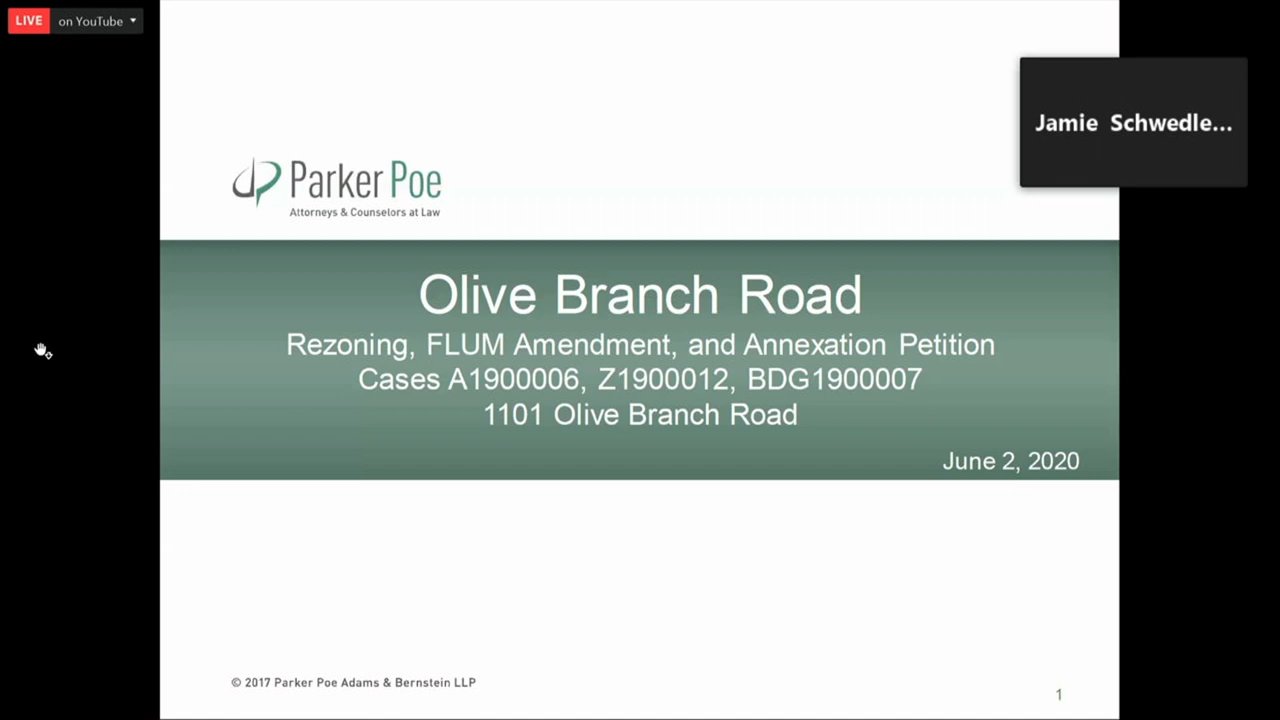 LIVE on YouTube
Jamie Schwedle...
Parker Poe
Attorneys & Counselors at Law
Olive Branch Road
Rezoning, FLUM Amendment, and Annexation Petition
Cases A1900006, Z1900012, BDG1900007
1101 Olive Branch Road
June 2, 2020
© 2017 Parker Poe Adams & Bernstein LLP
1